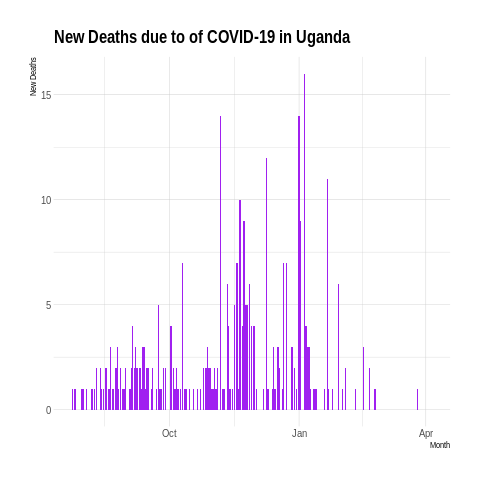 New Deaths due to of COVID-19 in Uganda
New Deaths
15
10
5
0
Oct
Jan
Apr
Month